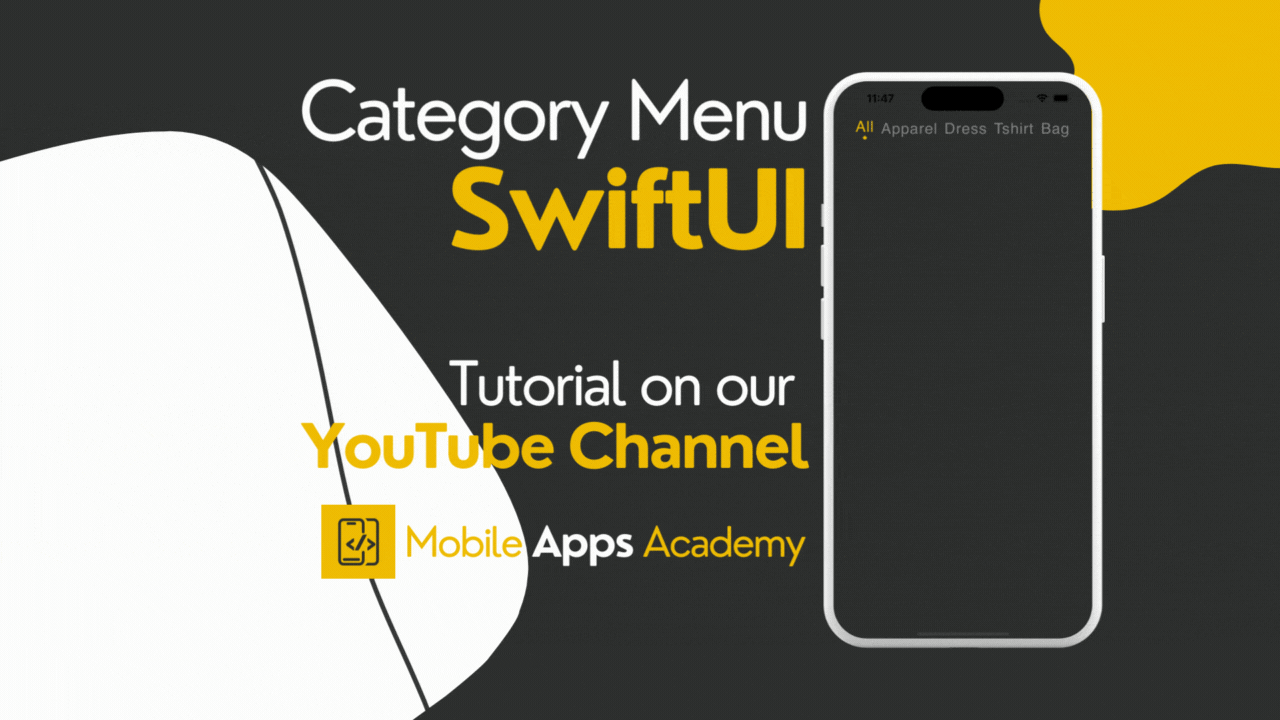 Category Menu
SwiftUI
Tutorial on our
YouTube Channel
</> Mobile Apps Academy
11:47
All Apparel Dress Tshirt Bag